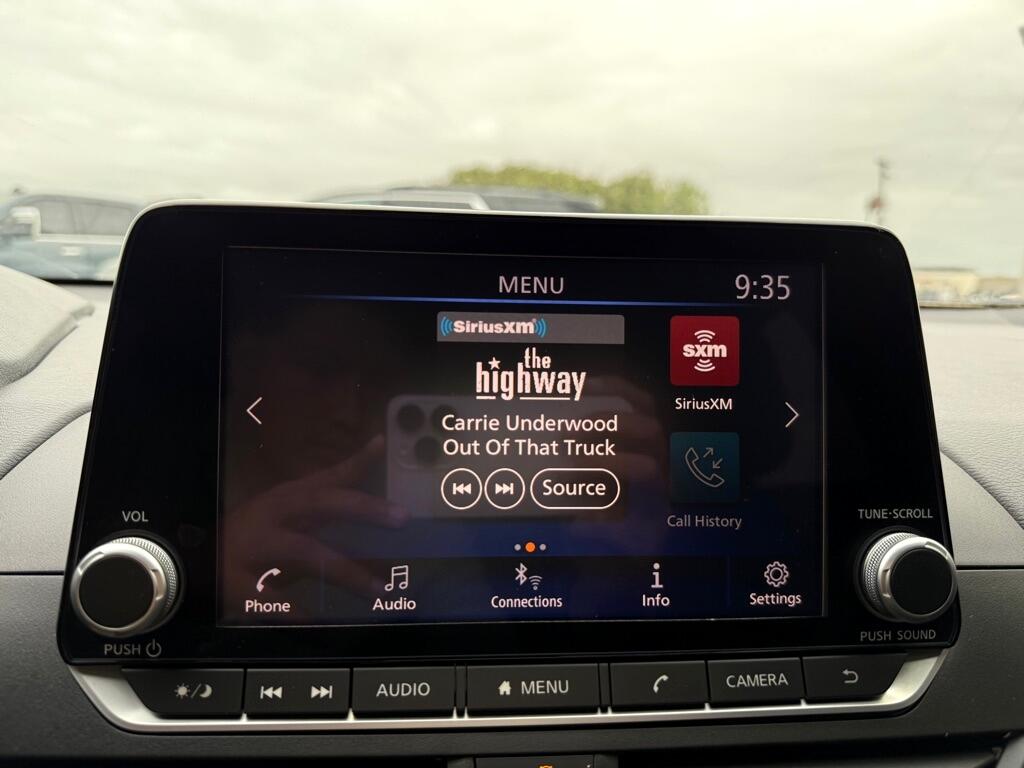 MENU
9:35
SiriusXM
the
highway
Carrie Underwood
Out Of That Truck
Source
sxm
SiriusXM
Call History
Phone
Audio
Connections
Info
Settings
VOL
PUSH
TUNE·SCROLL
PUSH SOUND
AUDIO
MENU
CAMERA